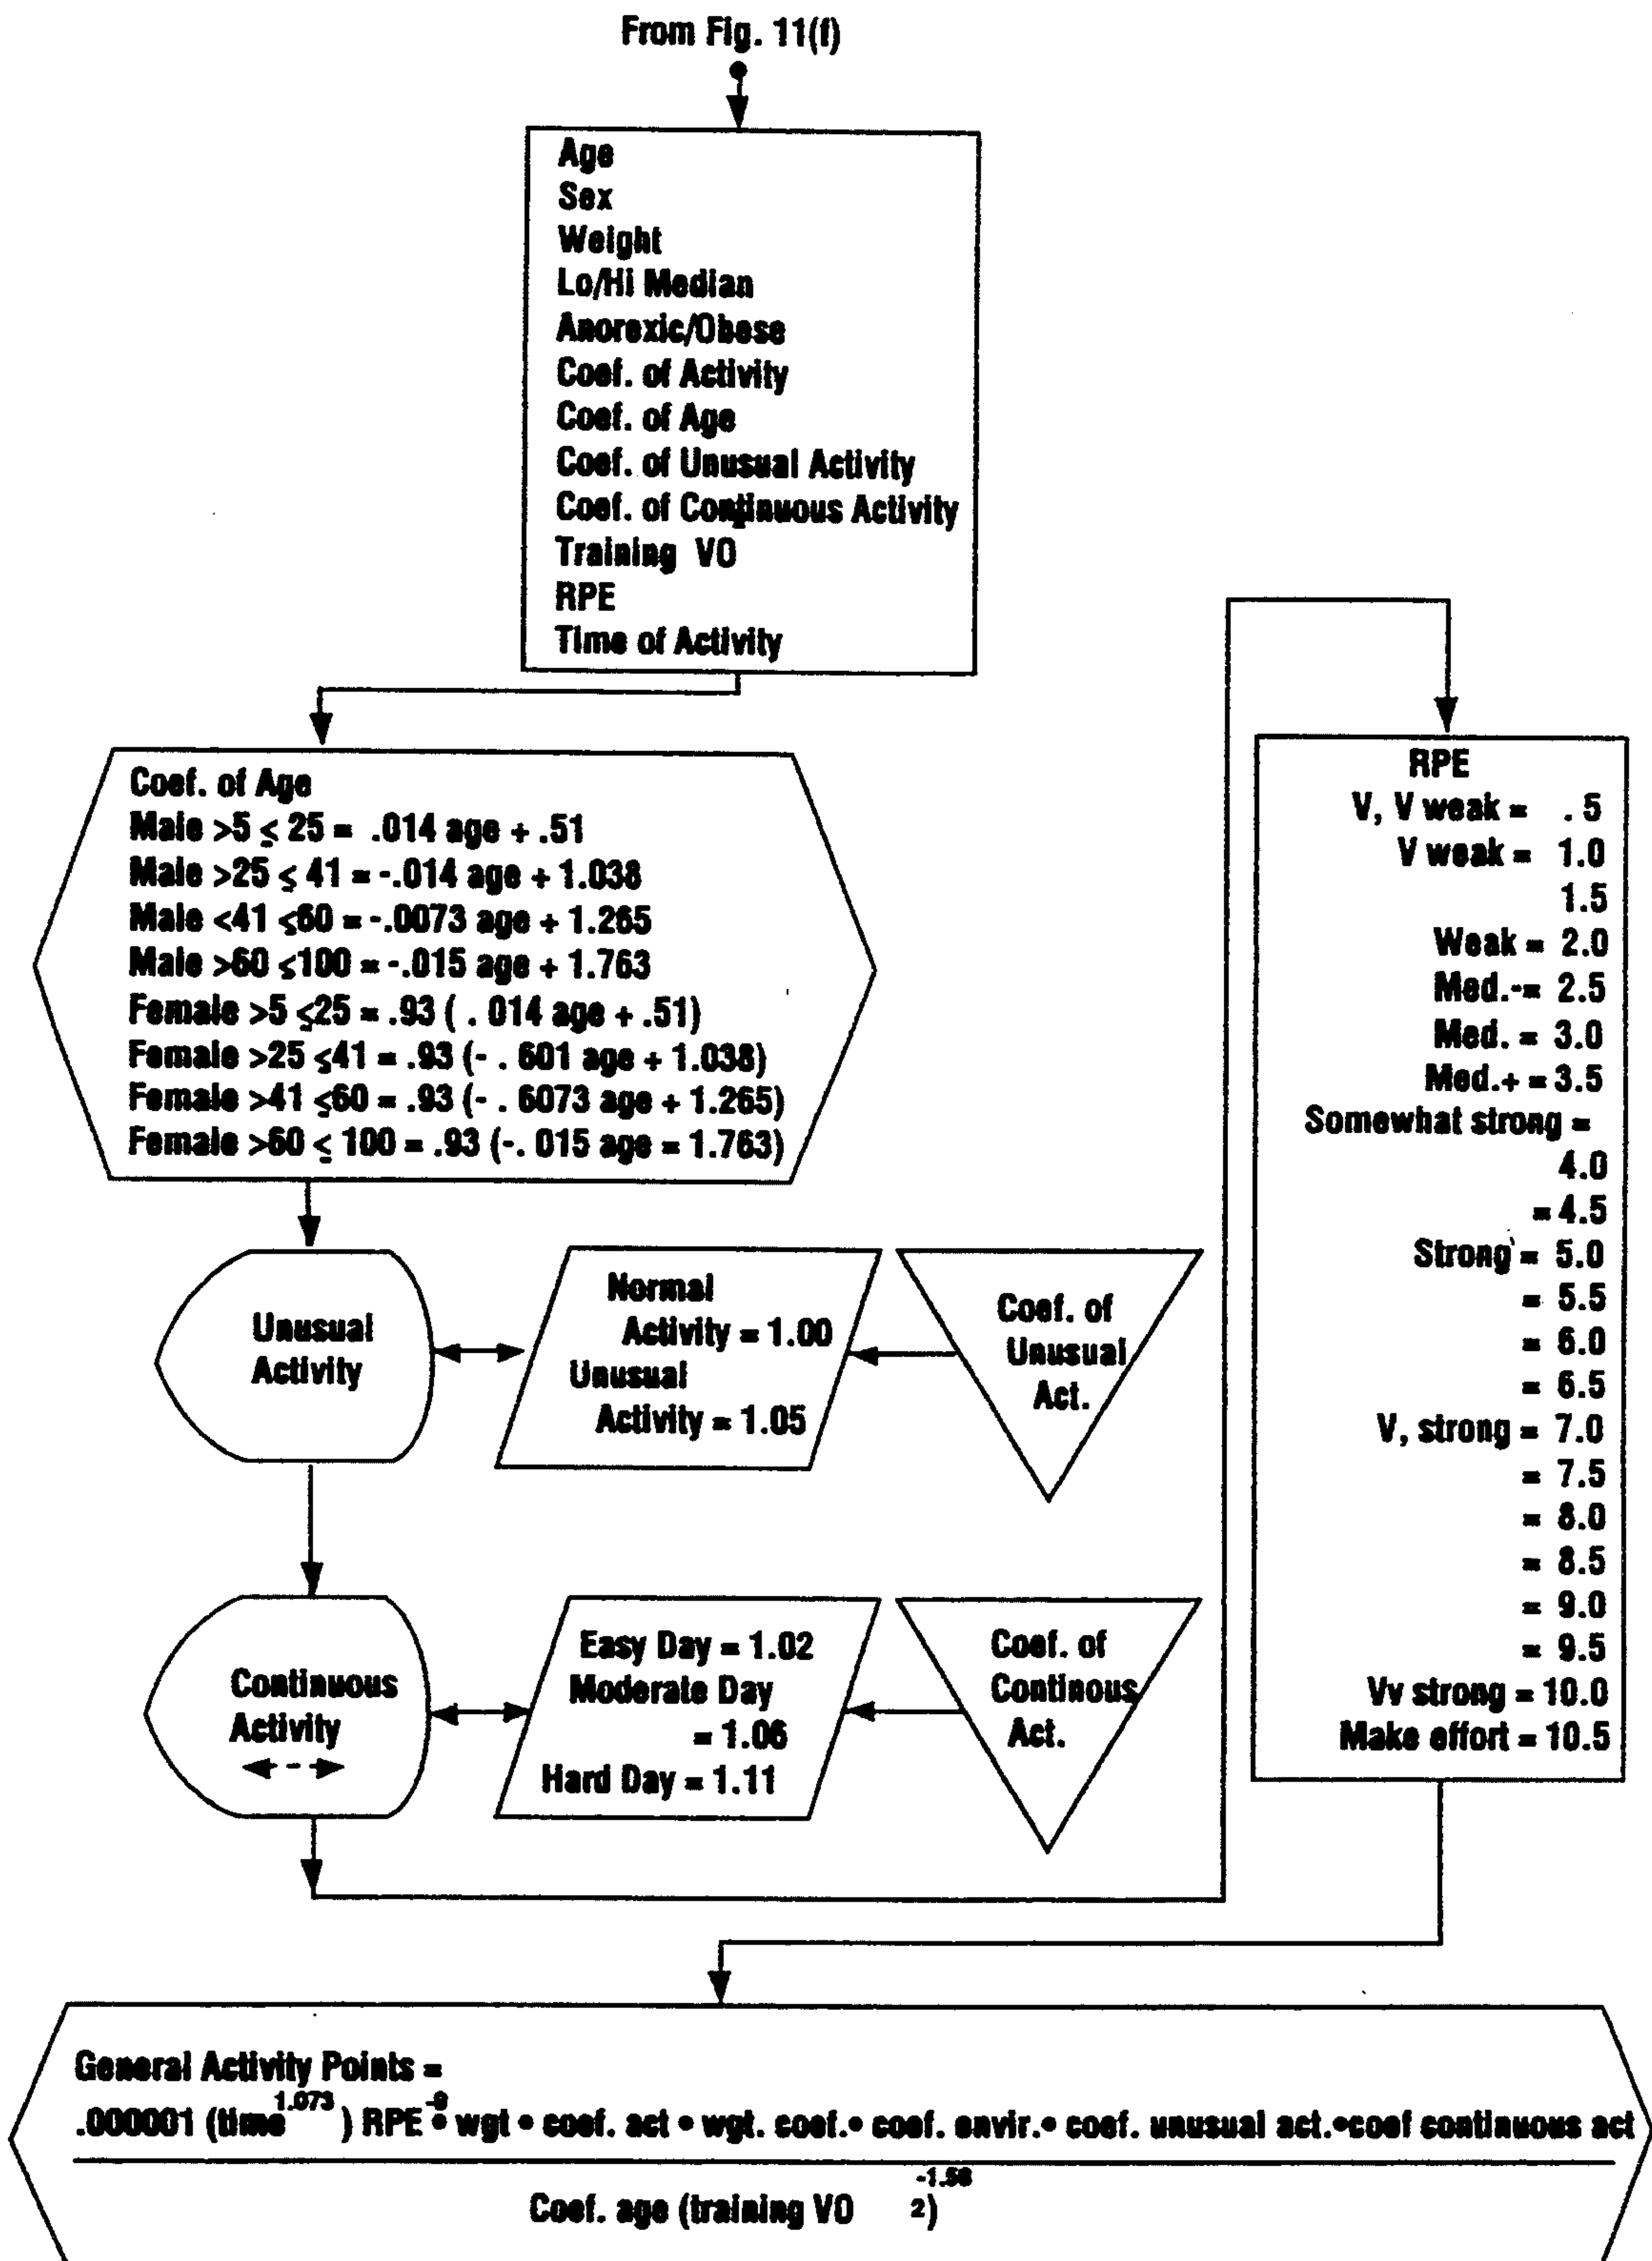 From Fig. 11(f)
Age
Sex
Weight
Lo/Hi Median
Anorexic/Obese
Coef. of Activity
Coef. of Age
Coef. of Unusual Activity
Coef. of Continuous Activity
Training VO
RPE
Time of Activity
Coef. of Age
Male >5 ≤ 25 = .014 age + .51
Male >25 ≤ 41 = -.014 age + 1.038
Male <41 ≤60 = -.0073 age + 1.265
Male >60 ≤100 = -.015 age + 1.763
Female >5 ≤25 = .93 ( . 014 age + .51)
Female >25 ≤41 = .93 (- . 601 age + 1.038)
Female >41 ≤60 = .93 (- . 6073 age + 1.265)
Female >60 ≤ 100 = .93 (-. 015 age = 1.763)
Unusual
Activity
Normal
Activity = 1.00
Unusual
Activity = 1.05
Coef. of
Unusual
Act.
Continuous
Activity
Easy Day = 1.02
Moderate Day
= 1.06
Hard Day = 1.11
Coef. of
Continous
Act.
RPE
V, V weak = . 5
V weak = 1.0
1.5
Weak = 2.0
Med.-= 2.5
Med. = 3.0
Med.+ = 3.5
Somewhat strong =
4.0
= 4.5
Strong = 5.0
= 5.5
= 6.0
= 6.5
V, strong = 7.0
= 7.5
= 8.0
= 8.5
= 9.0
= 9.5
Vv strong = 10.0
Make effort = 10.5
General Activity Points =
.000001 (time^1.073 ) RPE • wgt • coef. act • wgt. coef.• coef. envir.• coef. unusual act.•coef continuous act
Coef. age (training VO 2)^-1.58